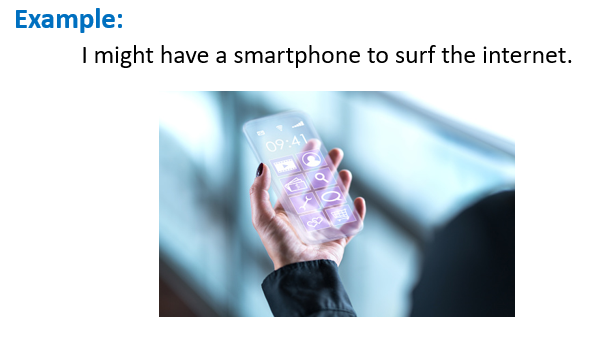 Example:
I might have a smartphone to surf the internet.
09:41